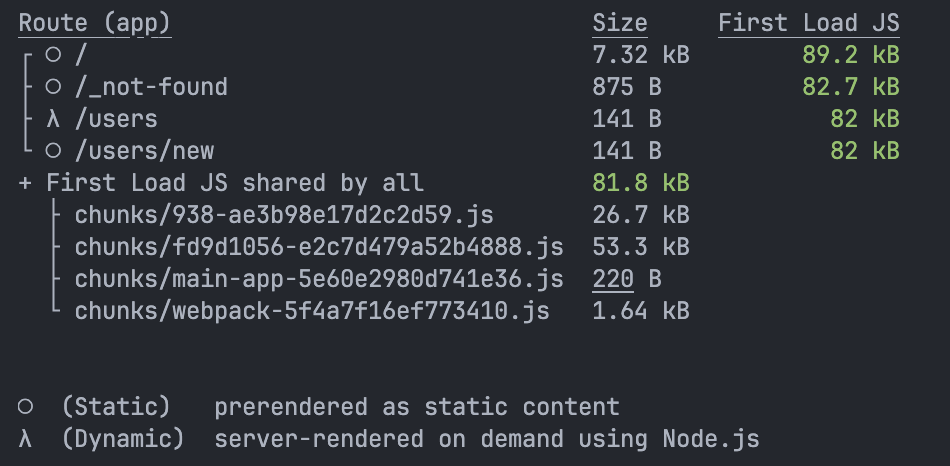 Route (app)                              Size     First Load JS
┌ ○ /                                    7.32 kB        89.2 kB
├ ○ /_not-found                          875 B          82.7 kB
├ λ /users                               141 B            82 kB
└ ○ /users/new                           141 B            82 kB
+ First Load JS shared by all            81.8 kB
  ├ chunks/938-ae3b98e17d2c2d59.js       26.7 kB
  ├ chunks/fd9d1056-e2c7d479a52b4888.js  53.3 kB
  ├ chunks/main-app-5e60e2980d741e36.js  220 B
  └ chunks/webpack-5f4a7f16ef773410.js   1.64 kB
○  (Static)   prerendered as static content
λ  (Dynamic)  server-rendered on demand using Node.js